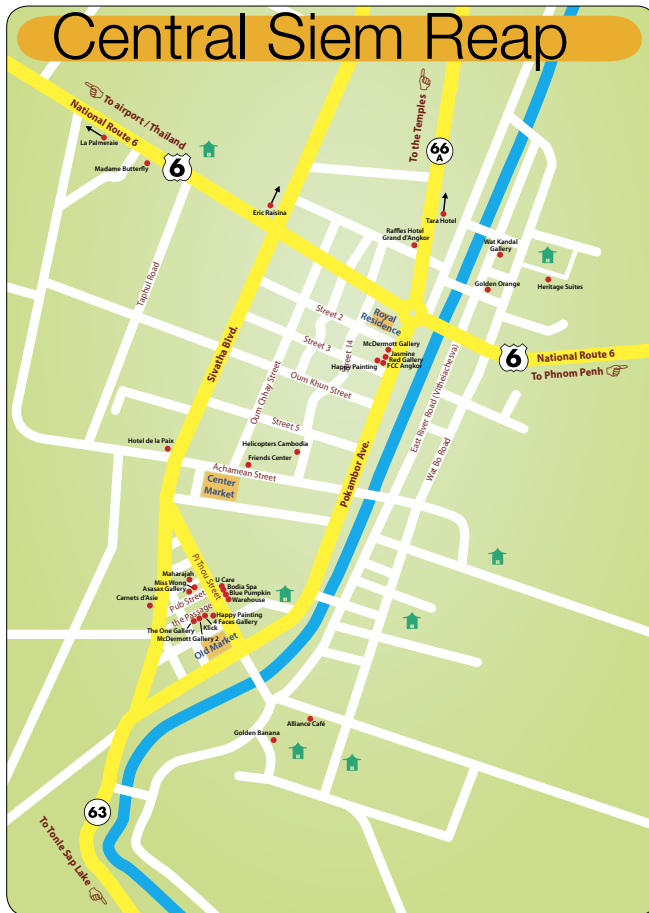 Central Siem Reap
To airport / Thailand
National Route 6
La Palmeraie
Madame Butterfly
6
To the Temples
66
A
Eric Raisina
Tara Hotel
Raffles Hotel
Grand d'Angkor
Wat Kandal
Gallery
Golden Orange
Heritage Suites
Taphul Road
Sivatha Blvd.
Street 2
Royal
Residence
Street 3
Street 14
McDermott Gallery
Jasmine
Red Gallery
Happy Painting
FCC Angkor
6
National Route 6
To Phnom Penh
Oum Khun Street
Oum Chhay Street
Street 5
East River Road (Vithelachesva)
Wat Bo Road
Pokambor Ave.
Hotel de la Paix
Helicopters Cambodia
Friends Center
Achamean Street
Center
Market
Pi Tnou Street
Maharajah
Miss Wong
Asasax Gallery
Carnets d'Asie
U Care
Bodia Spa
Blue Pumpkin
Warehouse
Pub Street
the Passage
Happy Painting
4 Faces Gallery
Klick
The One Gallery
McDermott Gallery 2
Old Market
Alliance Café
Golden Banana
63
To Tonle Sap Lake